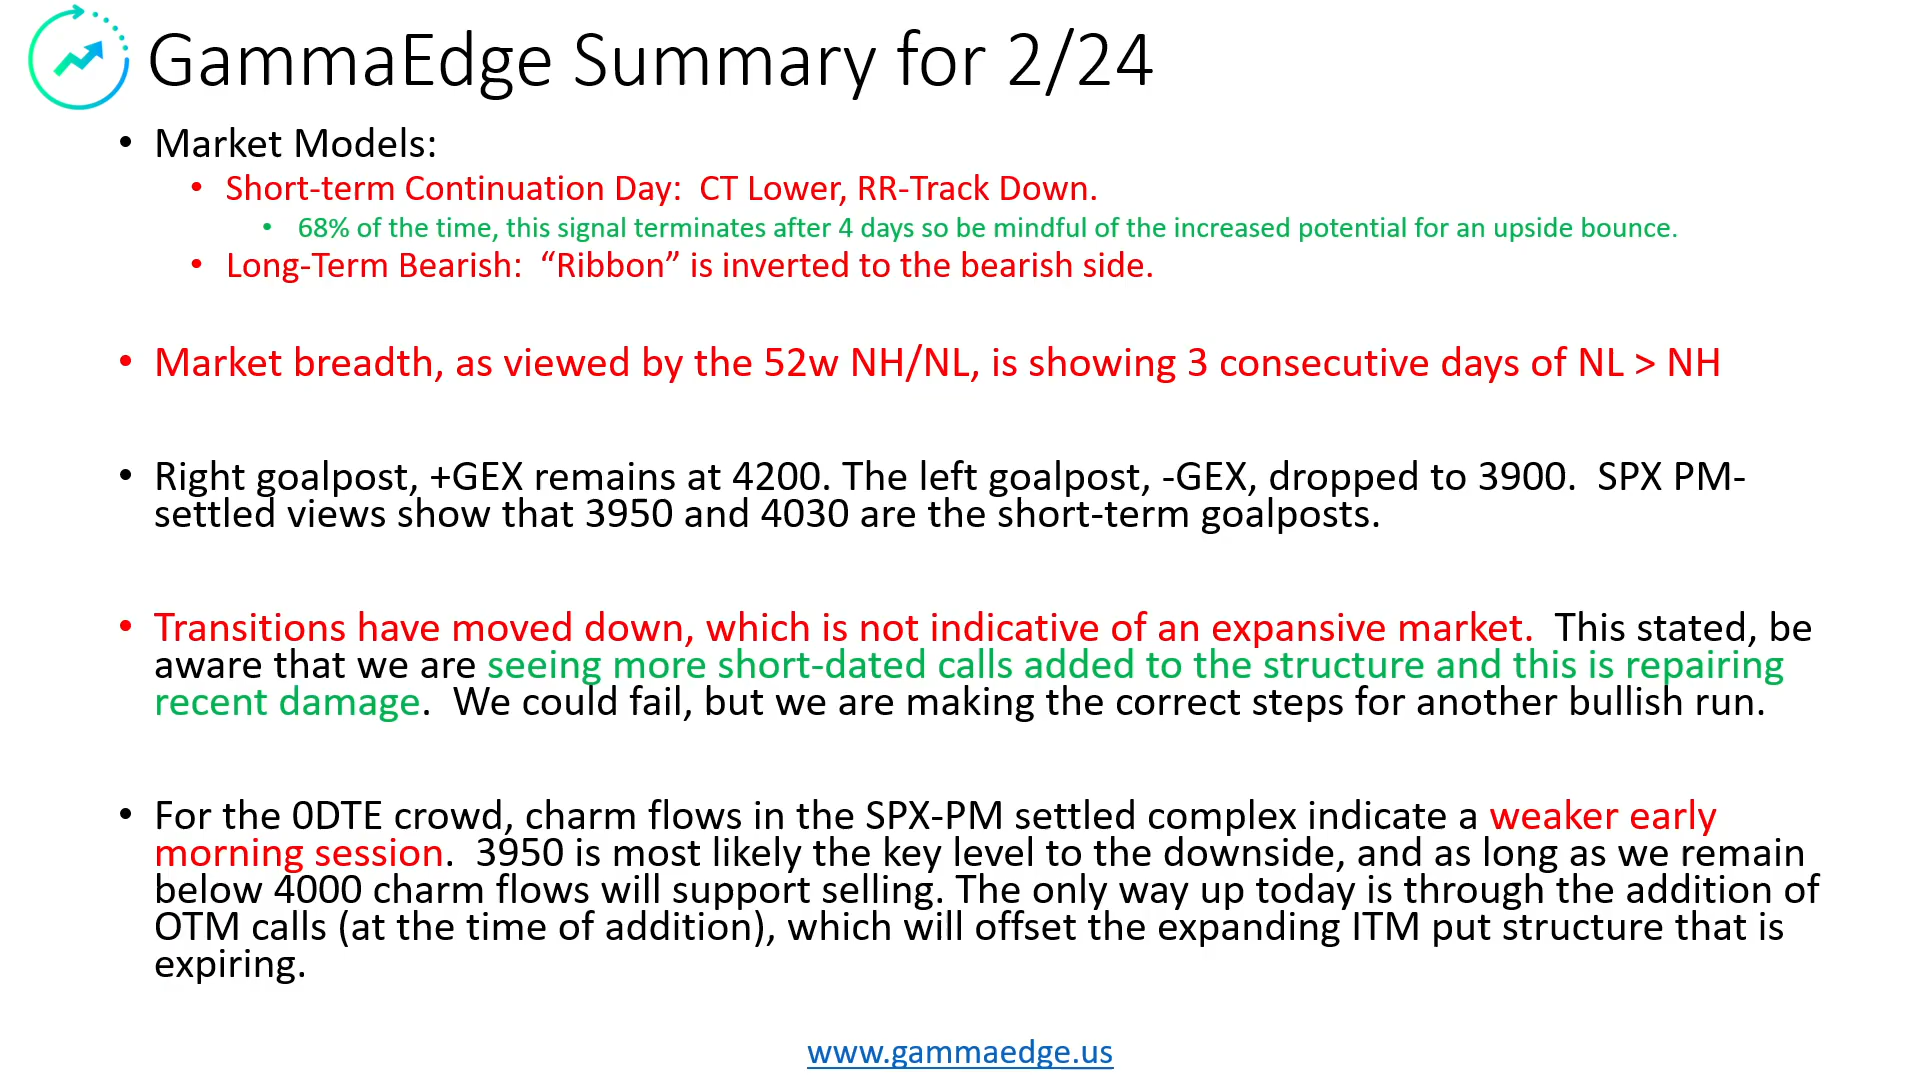 GammaEdge Summary for 2/24
• Market Models:
• Short-term Continuation Day:  CT Lower, RR-Track Down.
• 68% of the time, this signal terminates after 4 days so be mindful of the increased potential for an upside bounce.
• Long-Term Bearish:  “Ribbon” is inverted to the bearish side.
• Market breadth, as viewed by the 52w NH/NL, is showing 3 consecutive days of NL > NH
• Right goalpost, +GEX remains at 4200. The left goalpost, -GEX, dropped to 3900.  SPX PM-
settled views show that 3950 and 4030 are the short-term goalposts.
• Transitions have moved down, which is not indicative of an expansive market.  This stated, be
aware that we are seeing more short-dated calls added to the structure and this is repairing
recent damage.  We could fail, but we are making the correct steps for another bullish run.
• For the 0DTE crowd, charm flows in the SPX-PM settled complex indicate a weaker early
morning session.  3950 is most likely the key level to the downside, and as long as we remain
below 4000 charm flows will support selling. The only way up today is through the addition of
OTM calls (at the time of addition), which will offset the expanding ITM put structure that is
expiring.
www.gammaedge.us